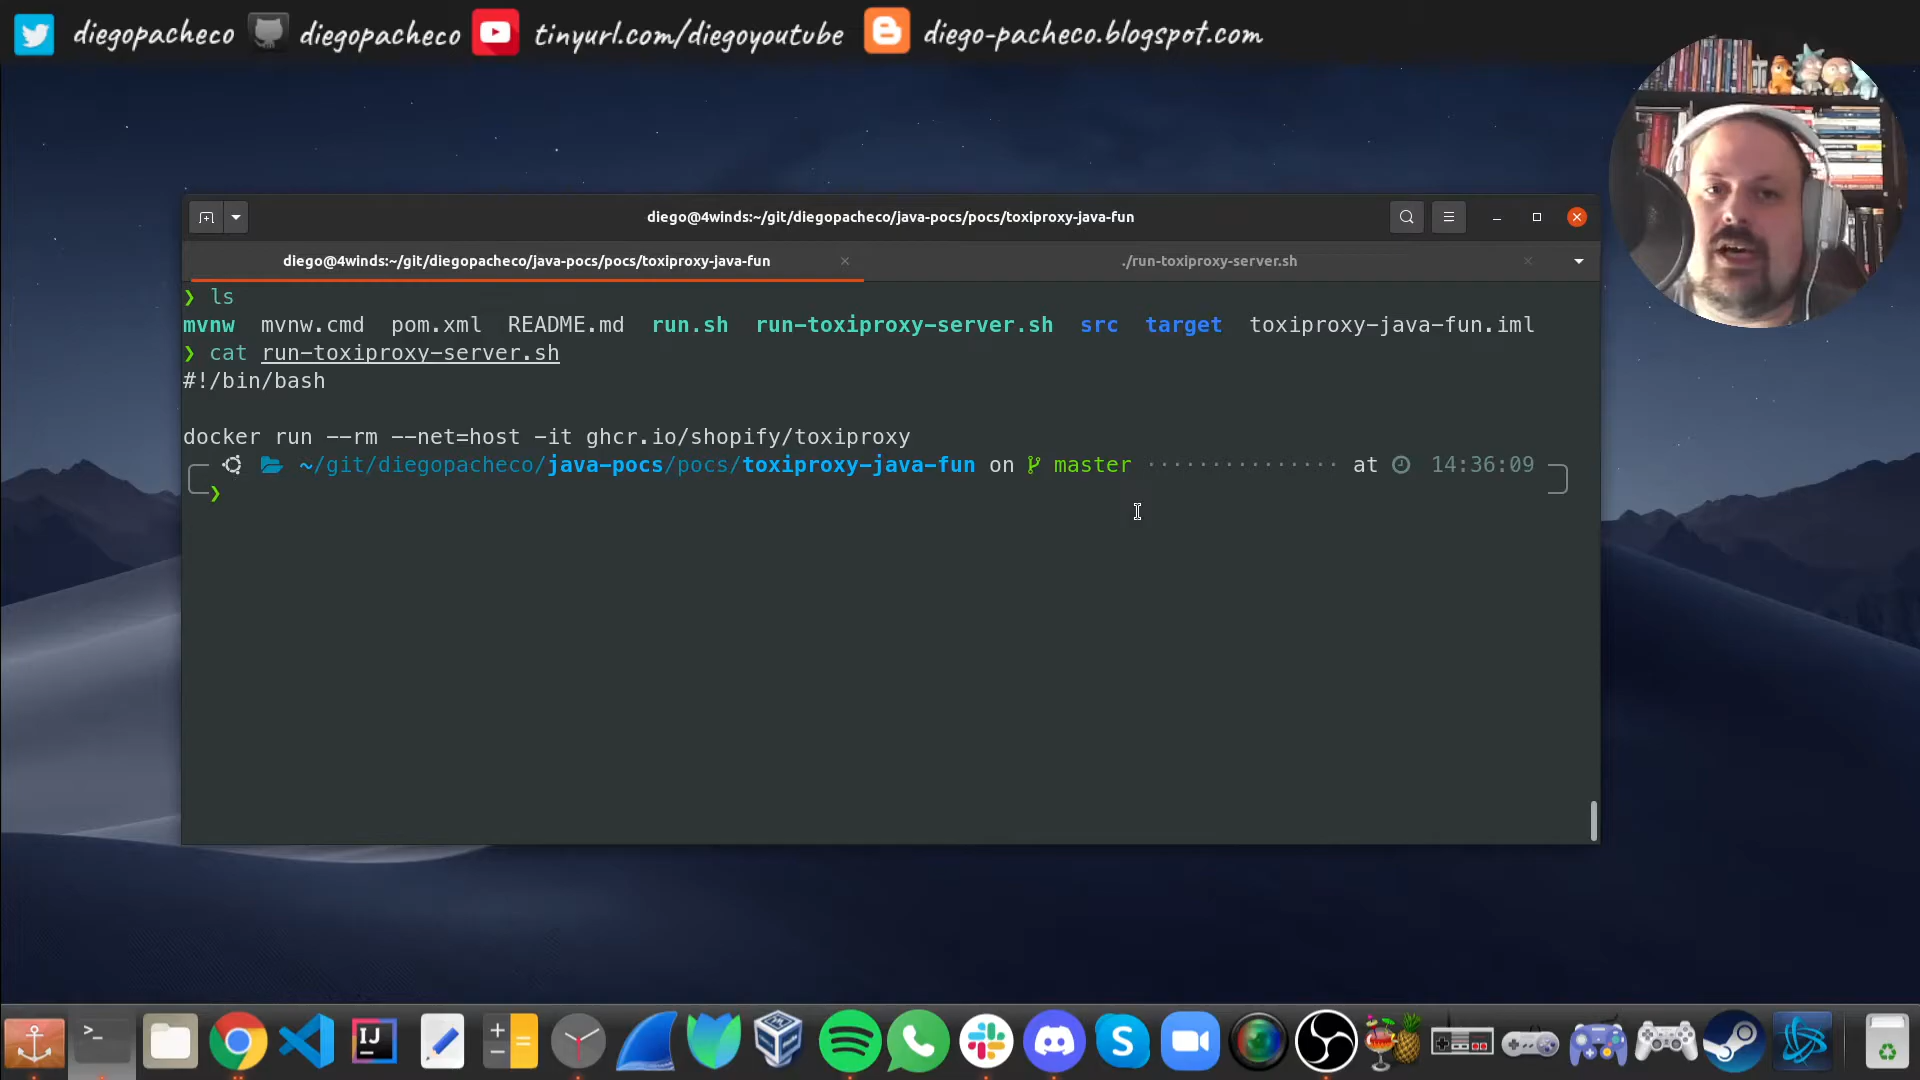 diegopacheco diegopacheco tinyurl.com/diegoyoutube diego-pacheco.blogspot.com
diego@4winds:~/git/diegopacheco/java-pocs/pocs/toxiproxy-java-fun
diego@4winds:~/git/diegopacheco/java-pocs/pocs/toxiproxy-java-fun × ./run-toxiproxy-server.sh ×
❯ ls
mvnw mvnw.cmd pom.xml README.md run.sh run-toxiproxy-server.sh src target toxiproxy-java-fun.iml
❯ cat run-toxiproxy-server.sh
#!/bin/bash
docker run --rm --net=host -it ghcr.io/shopify/toxiproxy
~/git/diegopacheco/java-pocs/pocs/toxiproxy-java-fun on master ··············· at 14:36:09
❯